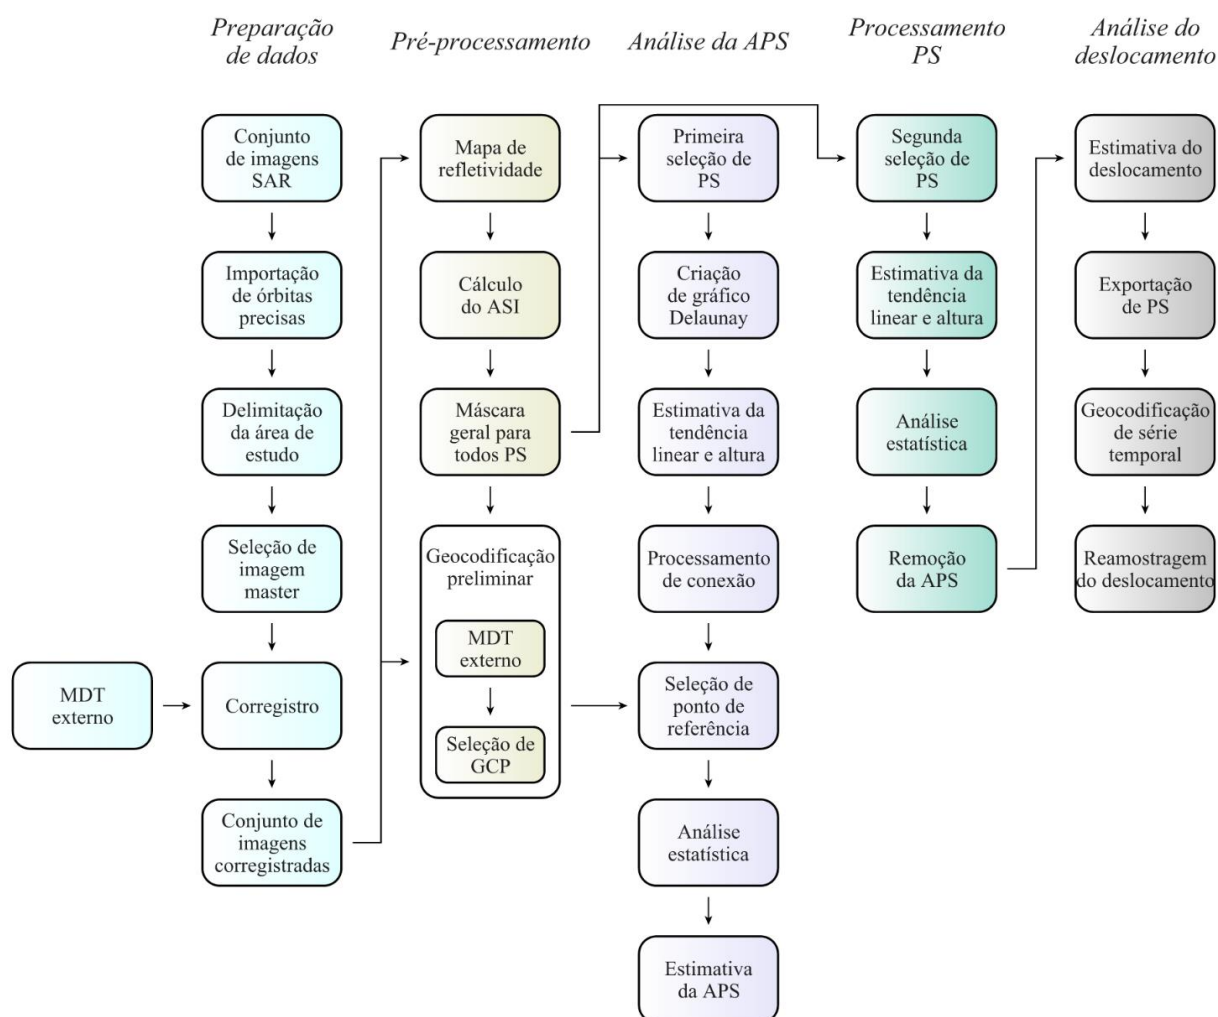 Preparação
de dados
Pré-processamento
Análise da APS
Processamento
PS
Análise do
deslocamento
Conjunto
de imagens
SAR
Importação
de órbitas
precisas
Delimitação
da área de
estudo
Seleção de
imagem
master
MDT
externo
Corregistro
Conjunto de
imagens
corregistradas
Mapa de
refletividade
Cálculo
do ASI
Máscara
geral para
todos PS
Geocodificação
preliminar
MDT
externo
Seleção de
GCP
Primeira
seleção de
PS
Criação
de gráfico
Delaunay
Estimativa da
tendência
linear e altura
Processamento
de conexão
Seleção de
ponto de
referência
Análise
estatística
Estimativa
da APS
Segunda
seleção de
PS
Estimativa da
tendência
linear e altura
Análise
estatística
Remoção
da APS
Estimativa do
deslocamento
Exportação
de PS
Geocodificação
de série
temporal
Reamostragem
do deslocamento